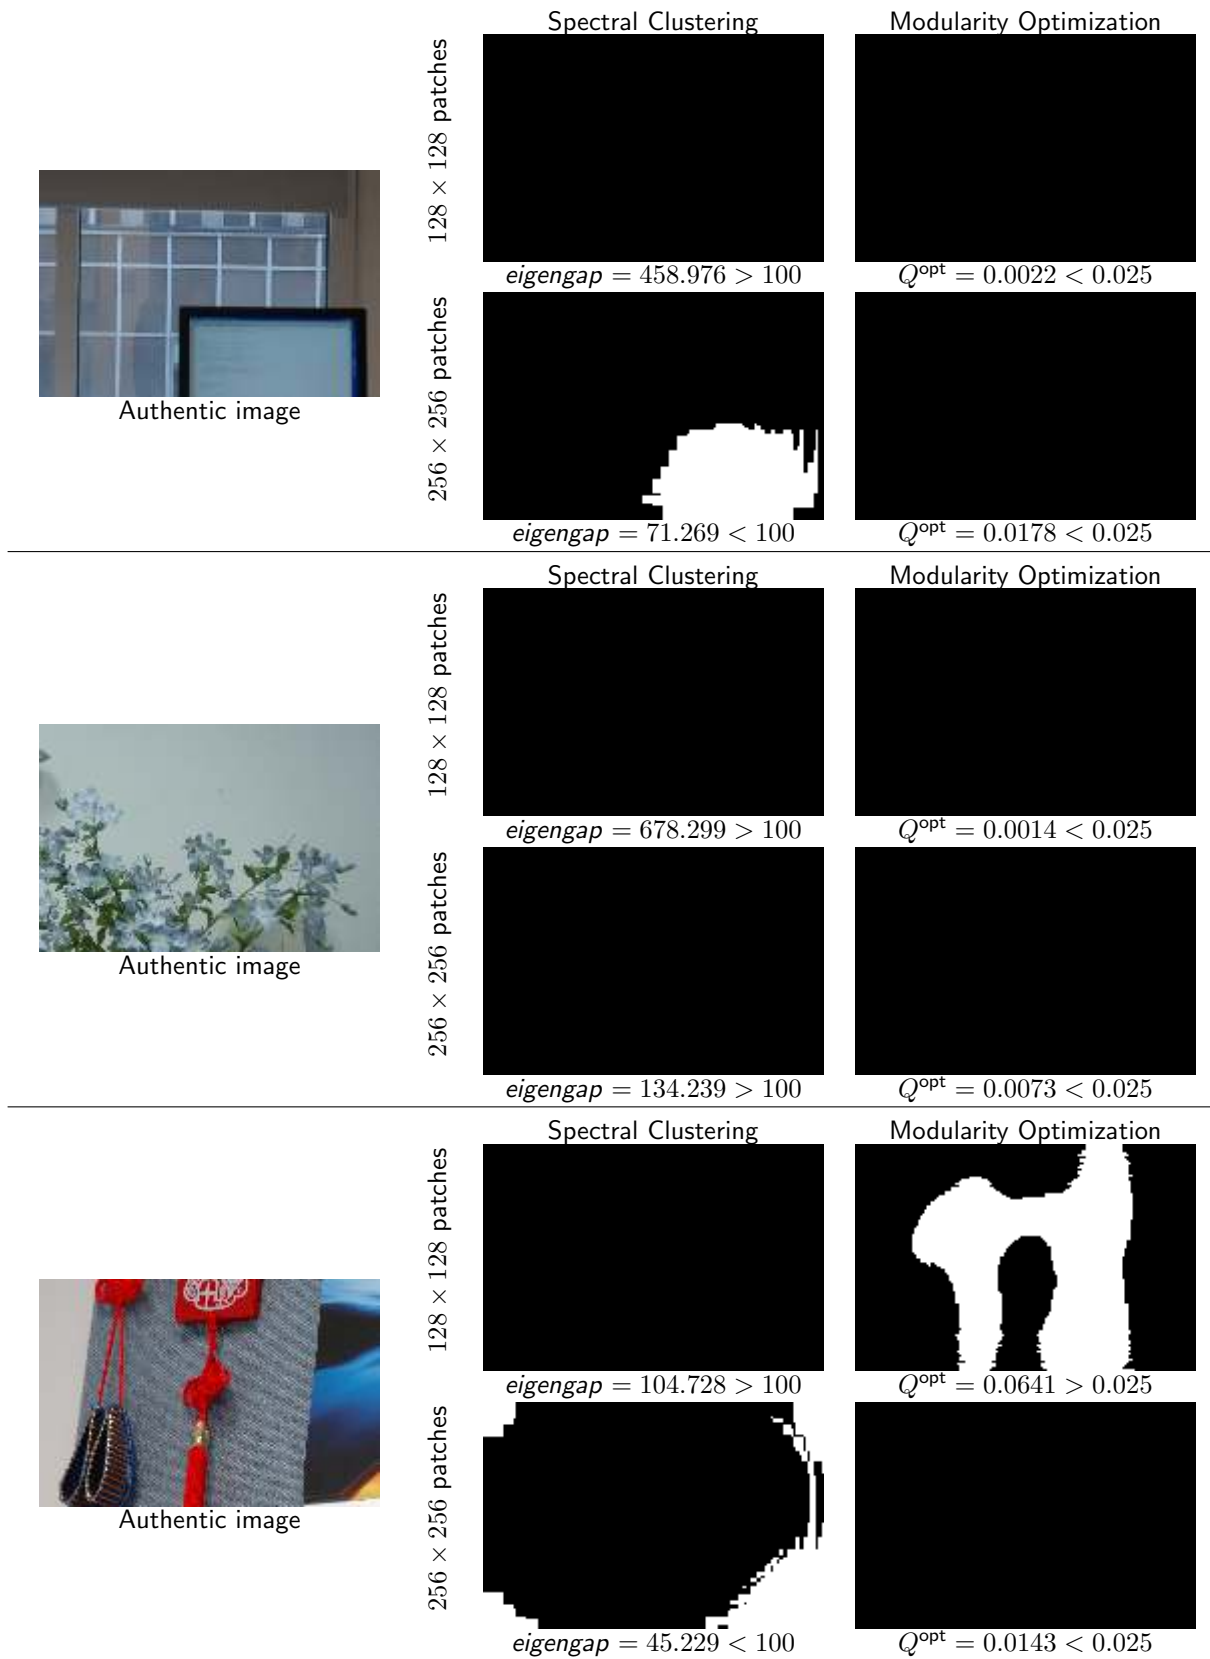 Spectral Clustering
Modularity Optimization
128 × 128 patches
eigengap = 458.976 > 100
Q^opt = 0.0022 < 0.025
256 × 256 patches
Authentic image
eigengap = 71.269 < 100
Q^opt = 0.0178 < 0.025
Spectral Clustering
Modularity Optimization
128 × 128 patches
eigengap = 678.299 > 100
Q^opt = 0.0014 < 0.025
256 × 256 patches
Authentic image
eigengap = 134.239 > 100
Q^opt = 0.0073 < 0.025
Spectral Clustering
Modularity Optimization
128 × 128 patches
eigengap = 104.728 > 100
Q^opt = 0.0641 > 0.025
256 × 256 patches
Authentic image
eigengap = 45.229 < 100
Q^opt = 0.0143 < 0.025